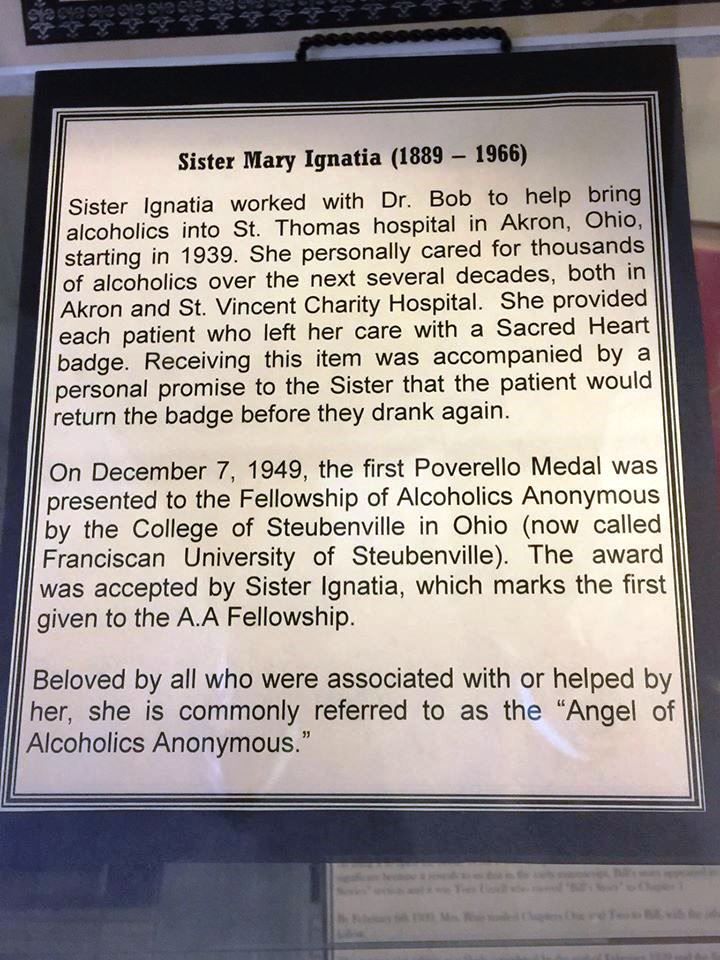 Sister Mary Ignatia (1889 – 1966)
Sister Ignatia worked with Dr. Bob to help bring
alcoholics into St. Thomas hospital in Akron, Ohio,
starting in 1939. She personally cared for thousands
of alcoholics over the next several decades, both in
Akron and St. Vincent Charity Hospital. She provided
each patient who left her care with a Sacred Heart
badge. Receiving this item was accompanied by a
personal promise to the Sister that the patient would
return the badge before they drank again.
On December 7, 1949, the first Poverello Medal was
presented to the Fellowship of Alcoholics Anonymous
by the College of Steubenville in Ohio (now called
Franciscan University of Steubenville). The award
was accepted by Sister Ignatia, which marks the first
given to the A.A Fellowship.
Beloved by all who were associated with or helped by
her, she is commonly referred to as the “Angel of
Alcoholics Anonymous.”